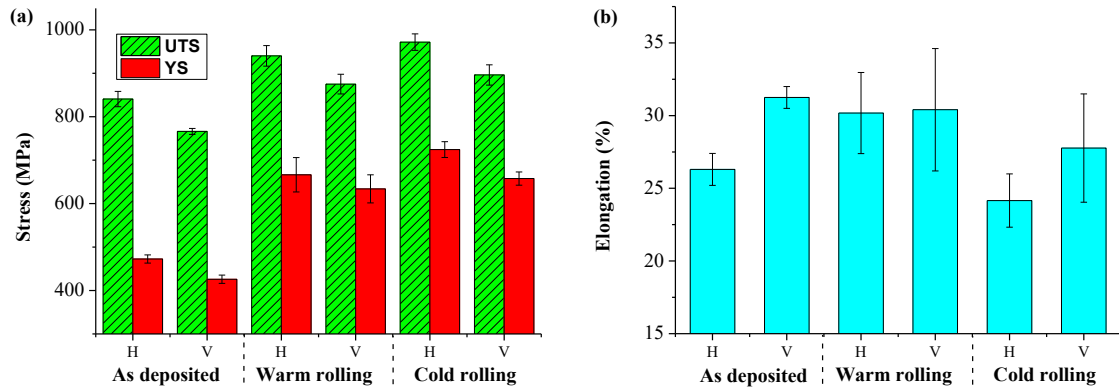 (a)
1000
800
600
400
Stress (MPa)
UTS
YS
H V H V H V
As deposited Warm rolling Cold rolling
(b)
35
30
25
20
15
Elongation (%)
H V H V H V
As deposited Warm rolling Cold rolling